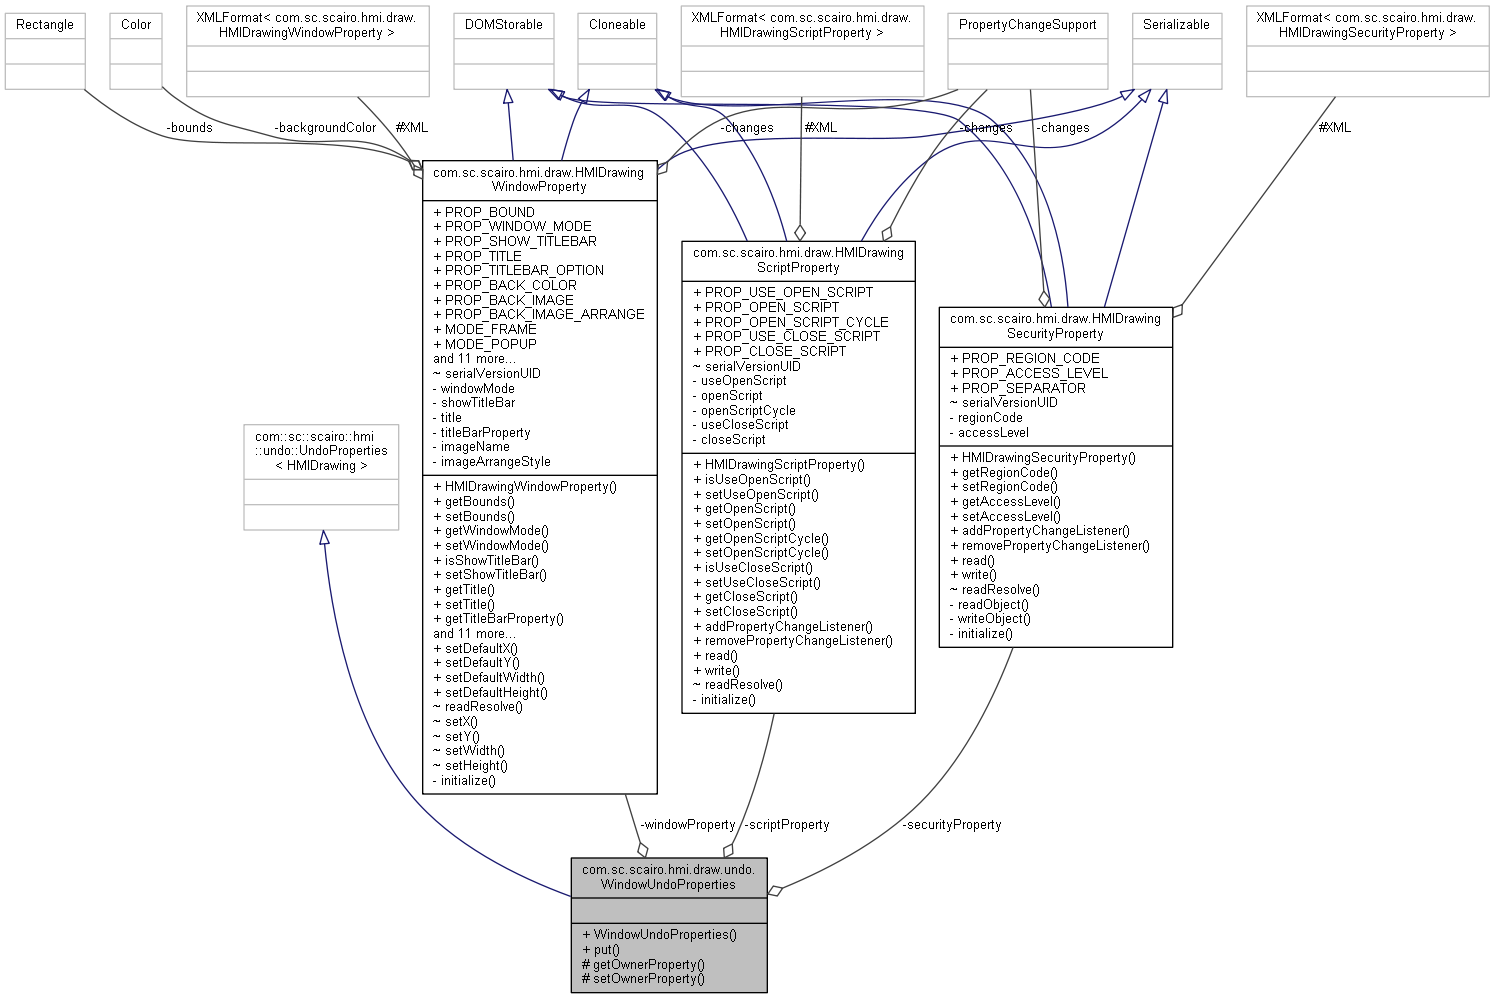 Rectangle
Color
XMLFormat< com.sc.scairo.hmi.draw.
HMIDrawingWindowProperty >
DOMStorable
Cloneable
XMLFormat< com.sc.scairo.hmi.draw.
HMIDrawingScriptProperty >
PropertyChangeSupport
Serializable
XMLFormat< com.sc.scairo.hmi.draw.
HMIDrawingSecurityProperty >
-bounds
-backgroundColor
#XML
-changes
#XML
-changes
-changes
#XML
com.sc.scairo.hmi.draw.HMIDrawing
WindowProperty
+ PROP_BOUND
+ PROP_WINDOW_MODE
+ PROP_SHOW_TITLEBAR
+ PROP_TITLE
+ PROP_TITLEBAR_OPTION
+ PROP_BACK_COLOR
+ PROP_BACK_IMAGE
+ PROP_BACK_IMAGE_ARRANGE
+ MODE_FRAME
+ MODE_POPUP
and 11 more...
~ serialVersionUID
- windowMode
- showTitleBar
- title
- titleBarProperty
- imageName
- imageArrangeStyle
+ HMIDrawingWindowProperty()
+ getBounds()
+ setBounds()
+ getWindowMode()
+ setWindowMode()
+ isShowTitleBar()
+ setShowTitleBar()
+ getTitle()
+ setTitle()
+ getTitleBarProperty()
and 11 more...
+ setDefaultX()
+ setDefaultY()
+ setDefaultWidth()
+ setDefaultHeight()
~ readResolve()
~ setX()
~ setY()
~ setWidth()
~ setHeight()
- initialize()
com.sc.scairo.hmi.draw.HMIDrawing
ScriptProperty
+ PROP_USE_OPEN_SCRIPT
+ PROP_OPEN_SCRIPT
+ PROP_OPEN_SCRIPT_CYCLE
+ PROP_USE_CLOSE_SCRIPT
+ PROP_CLOSE_SCRIPT
~ serialVersionUID
- useOpenScript
- openScript
- openScriptCycle
- useCloseScript
- closeScript
+ HMIDrawingScriptProperty()
+ isUseOpenScript()
+ setUseOpenScript()
+ getOpenScript()
+ setOpenScript()
+ getOpenScriptCycle()
+ setOpenScriptCycle()
+ isUseCloseScript()
+ setUseCloseScript()
+ getCloseScript()
+ setCloseScript()
+ addPropertyChangeListener()
+ removePropertyChangeListener()
+ read()
+ write()
~ readResolve()
- initialize()
com.sc.scairo.hmi.draw.HMIDrawing
SecurityProperty
+ PROP_REGION_CODE
+ PROP_ACCESS_LEVEL
+ PROP_SEPARATOR
~ serialVersionUID
- regionCode
- accessLevel
+ HMIDrawingSecurityProperty()
+ getRegionCode()
+ setRegionCode()
+ getAccessLevel()
+ setAccessLevel()
+ addPropertyChangeListener()
+ removePropertyChangeListener()
+ read()
+ write()
~ readResolve()
- readObject()
- writeObject()
- initialize()
com::sc::scairo::hmi
::undo::UndoProperties
< HMIDrawing >
-windowProperty
-scriptProperty
-securityProperty
com.sc.scairo.hmi.draw.undo.
WindowUndoProperties
+ WindowUndoProperties()
+ put()
# getOwnerProperty()
# setOwnerProperty()